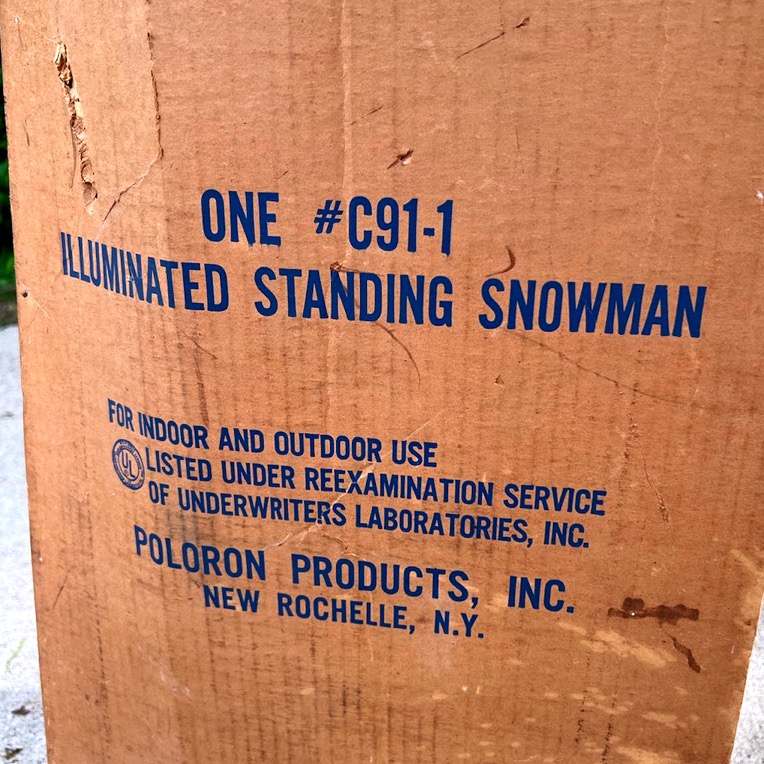 ONE #C91-1
ILLUMINATED STANDING SNOWMAN
FOR INDOOR AND OUTDOOR USE
UL LISTED UNDER REEXAMINATION SERVICE
OF UNDERWRITERS LABORATORIES, INC.
POLORON PRODUCTS, INC.
NEW ROCHELLE, N.Y.